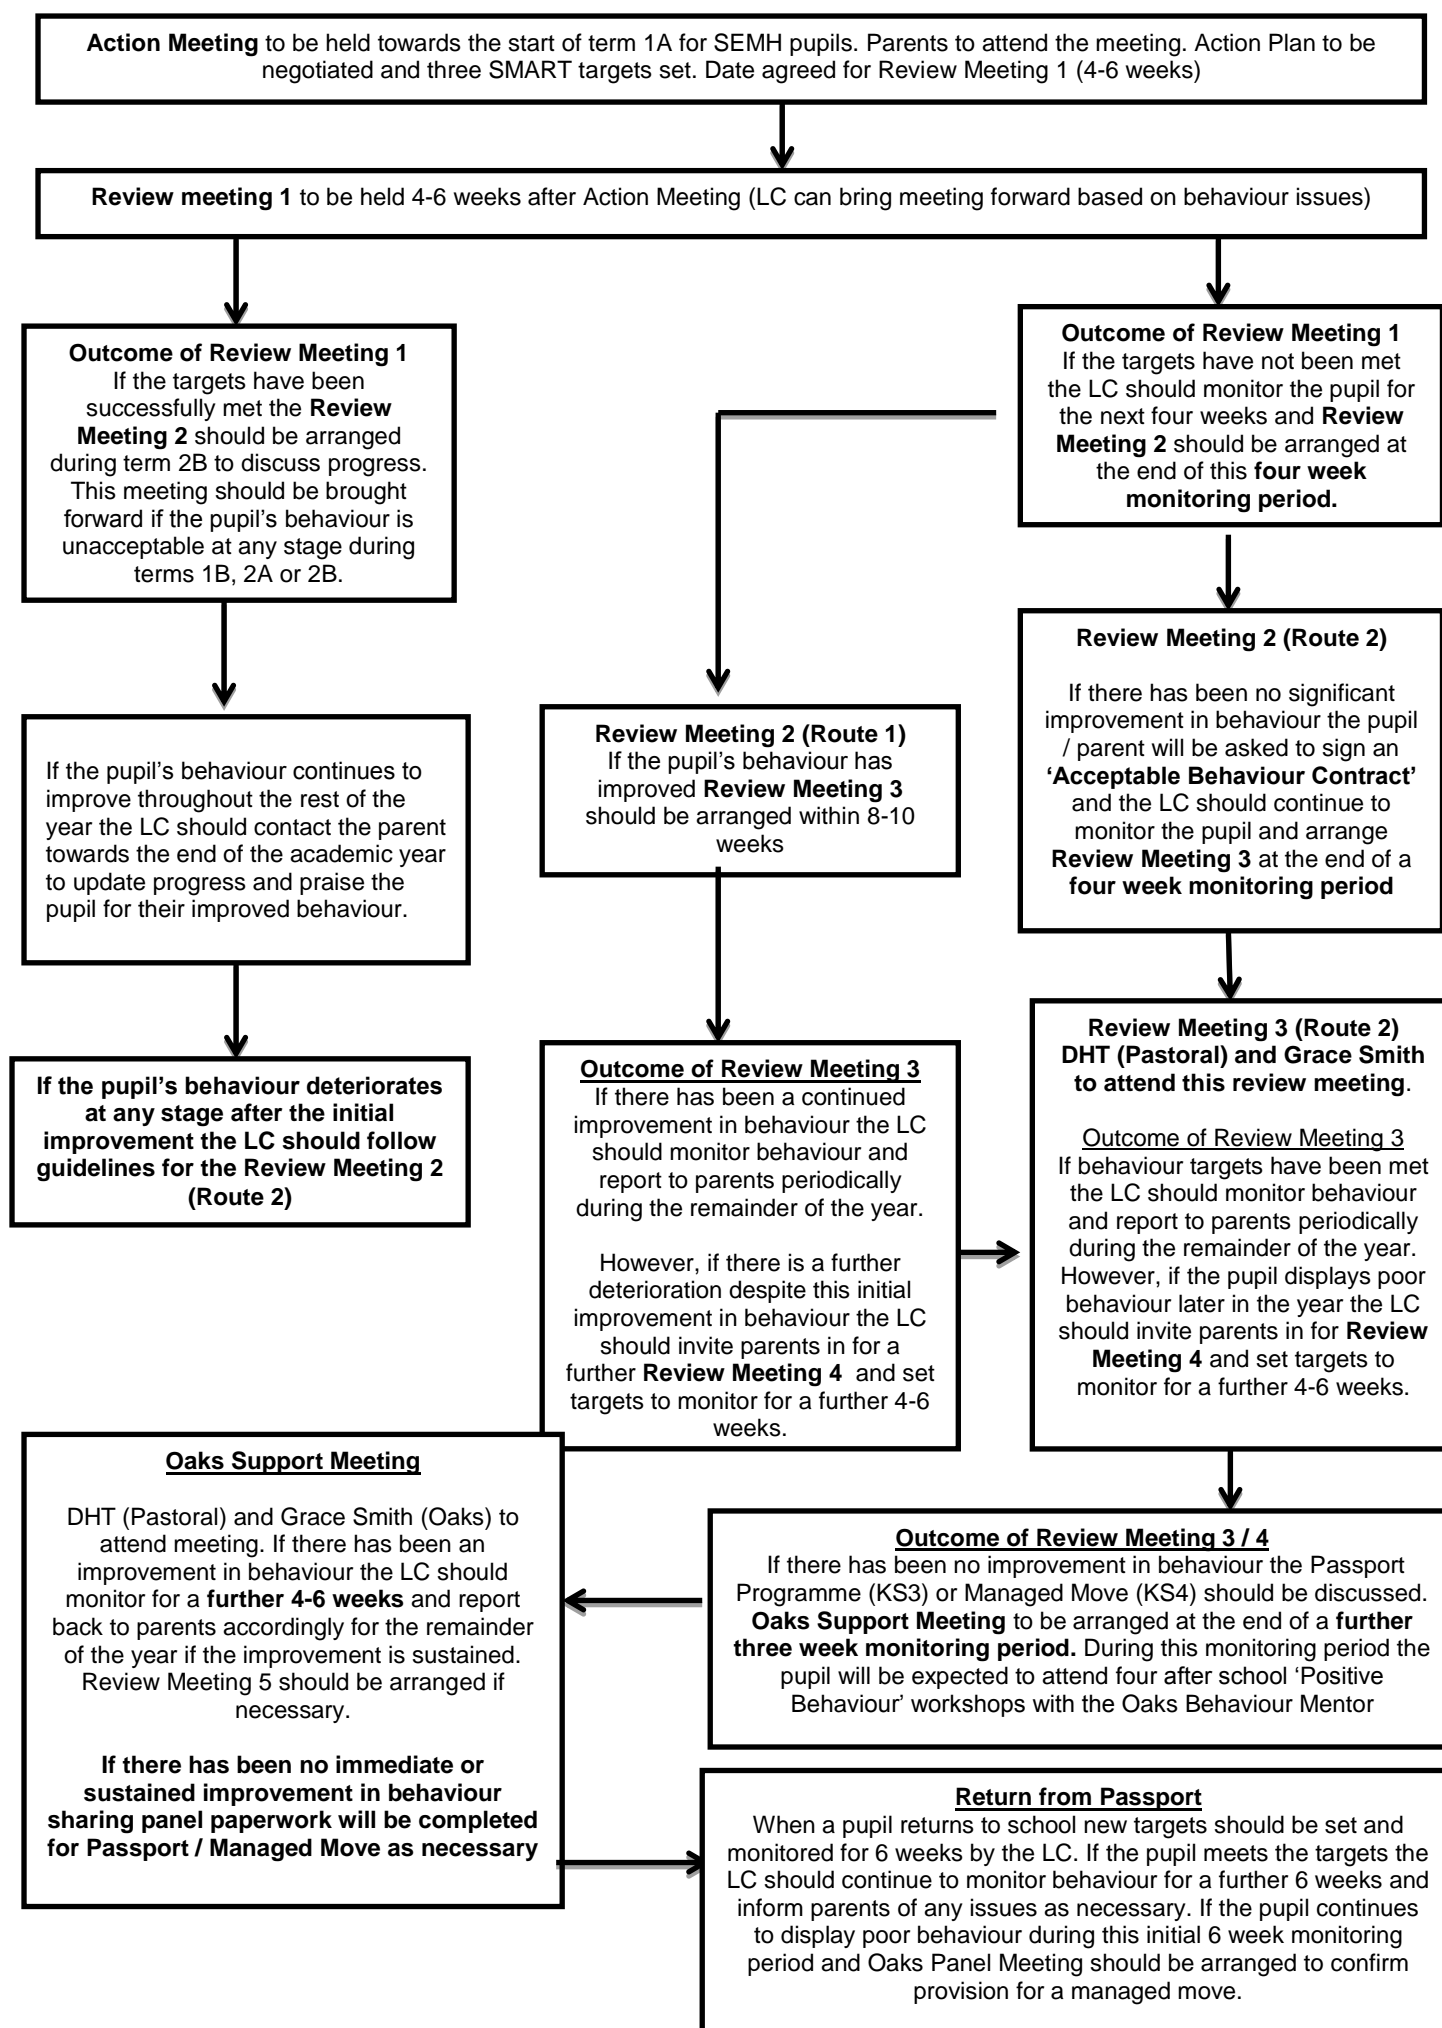 Action Meeting to be held towards the start of term 1A for SEMH pupils. Parents to attend the meeting. Action Plan to be
negotiated and three SMART targets set. Date agreed for Review Meeting 1 (4-6 weeks)
Review meeting 1 to be held 4-6 weeks after Action Meeting (LC can bring meeting forward based on behaviour issues)
Outcome of Review Meeting 1
If the targets have been
successfully met the Review
Meeting 2 should be arranged
during term 2B to discuss progress.
This meeting should be brought
forward if the pupil's behaviour is
unacceptable at any stage during
terms 1B, 2A or 2B.
Outcome of Review Meeting 1
If the targets have not been met
the LC should monitor the pupil for
the next four weeks and Review
Meeting 2 should be arranged at
the end of this four week
monitoring period.
If the pupil's behaviour continues to
improve throughout the rest of the
year the LC should contact the parent
towards the end of the academic year
to update progress and praise the
pupil for their improved behaviour.
Review Meeting 2 (Route 1)
If the pupil's behaviour has
improved Review Meeting 3
should be arranged within 8-10
weeks
Review Meeting 2 (Route 2)
If there has been no significant
improvement in behaviour the pupil
/ parent will be asked to sign an
‘Acceptable Behaviour Contract’
and the LC should continue to
monitor the pupil and arrange
Review Meeting 3 at the end of a
four week monitoring period
If the pupil's behaviour deteriorates
at any stage after the initial
improvement the LC should follow
guidelines for the Review Meeting 2
(Route 2)
Outcome of Review Meeting 3
If there has been a continued
improvement in behaviour the LC
should monitor behaviour and
report to parents periodically
during the remainder of the year.
However, if there is a further
deterioration despite this initial
improvement in behaviour the LC
should invite parents in for a
further Review Meeting 4 and set
targets to monitor for a further 4-6
weeks.
Review Meeting 3 (Route 2)
DHT (Pastoral) and Grace Smith
to attend this review meeting.
Outcome of Review Meeting 3
If behaviour targets have been met
the LC should monitor behaviour
and report to parents periodically
during the remainder of the year.
However, if the pupil displays poor
behaviour later in the year the LC
should invite parents in for Review
Meeting 4 and set targets to
monitor for a further 4-6 weeks.
Oaks Support Meeting
DHT (Pastoral) and Grace Smith (Oaks) to
attend meeting. If there has been an
improvement in behaviour the LC should
monitor for a further 4-6 weeks and report
back to parents accordingly for the remainder
of the year if the improvement is sustained.
Review Meeting 5 should be arranged if
necessary.
If there has been no immediate or
sustained improvement in behaviour
sharing panel paperwork will be completed
for Passport / Managed Move as necessary
Outcome of Review Meeting 3 / 4
If there has been no improvement in behaviour the Passport
Programme (KS3) or Managed Move (KS4) should be discussed.
Oaks Support Meeting to be arranged at the end of a further
three week monitoring period. During this monitoring period the
pupil will be expected to attend four after school ‘Positive
Behaviour’ workshops with the Oaks Behaviour Mentor
Return from Passport
When a pupil returns to school new targets should be set and
monitored for 6 weeks by the LC. If the pupil meets the targets the
LC should continue to monitor behaviour for a further 6 weeks and
inform parents of any issues as necessary. If the pupil continues
to display poor behaviour during this initial 6 week monitoring
period and Oaks Panel Meeting should be arranged to confirm
provision for a managed move.